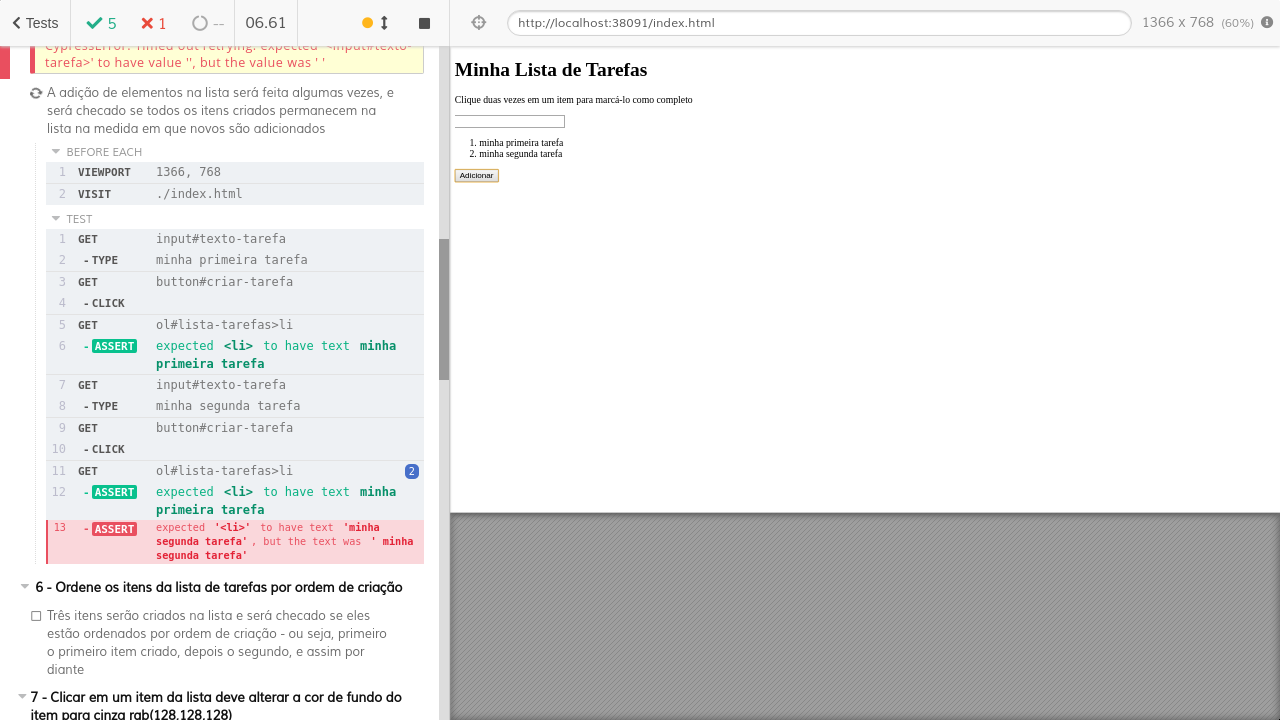 Tests
5
1
--
06.61
http://localhost:38091/index.html
1366 x 768 (60%)
CypressError: Timed out retrying: expected '<input#texto-
tarefa>' to have value '', but the value was ' '
A adição de elementos na lista será feita algumas vezes, e
será checado se todos os itens criados permanecem na
lista na medida em que novos são adicionados
BEFORE EACH
1 VIEWPORT 1366, 768
2 VISIT ./index.html
TEST
1 GET input#texto-tarefa
2 - TYPE minha primeira tarefa
3 GET button#criar-tarefa
4 - CLICK
5 GET ol#lista-tarefas>li
6 - ASSERT expected <li> to have text minha
primeira tarefa
7 GET input#texto-tarefa
8 - TYPE minha segunda tarefa
9 GET button#criar-tarefa
10 - CLICK
11 GET ol#lista-tarefas>li 2
12 - ASSERT expected <li> to have text minha
primeira tarefa
13 - ASSERT expected '<li>' to have text 'minha
segunda tarefa', but the text was ' minha
segunda tarefa'
6 - Ordene os itens da lista de tarefas por ordem de criação
Três itens serão criados na lista e será checado se eles
estão ordenados por ordem de criação - ou seja, primeiro
o primeiro item criado, depois o segundo, e assim por
diante
7 - Clicar em um item da lista deve alterar a cor de fundo do
item para cinza rgb(128,128,128)
Minha Lista de Tarefas
Clique duas vezes em um item para marcá-lo como completo
1. minha primeira tarefa
2. minha segunda tarefa
Adicionar